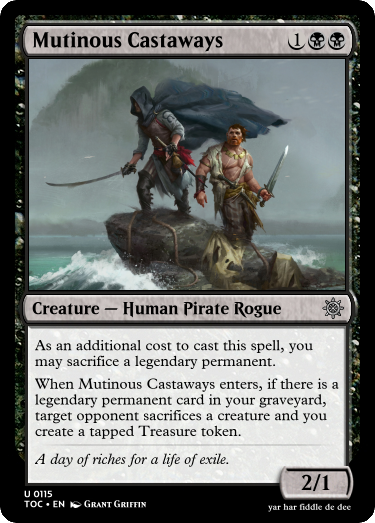 Mutinous Castaways 1
Creature — Human Pirate Rogue
As an additional cost to cast this spell, you
may sacrifice a legendary permanent.
When Mutinous Castaways enters, if there is a
legendary permanent card in your graveyard,
target opponent sacrifices a creature and you
create a tapped Treasure token.
A day of riches for a life of exile.
2/1
U 0115
TOC • EN Grant Griffin
yar har fiddle de dee